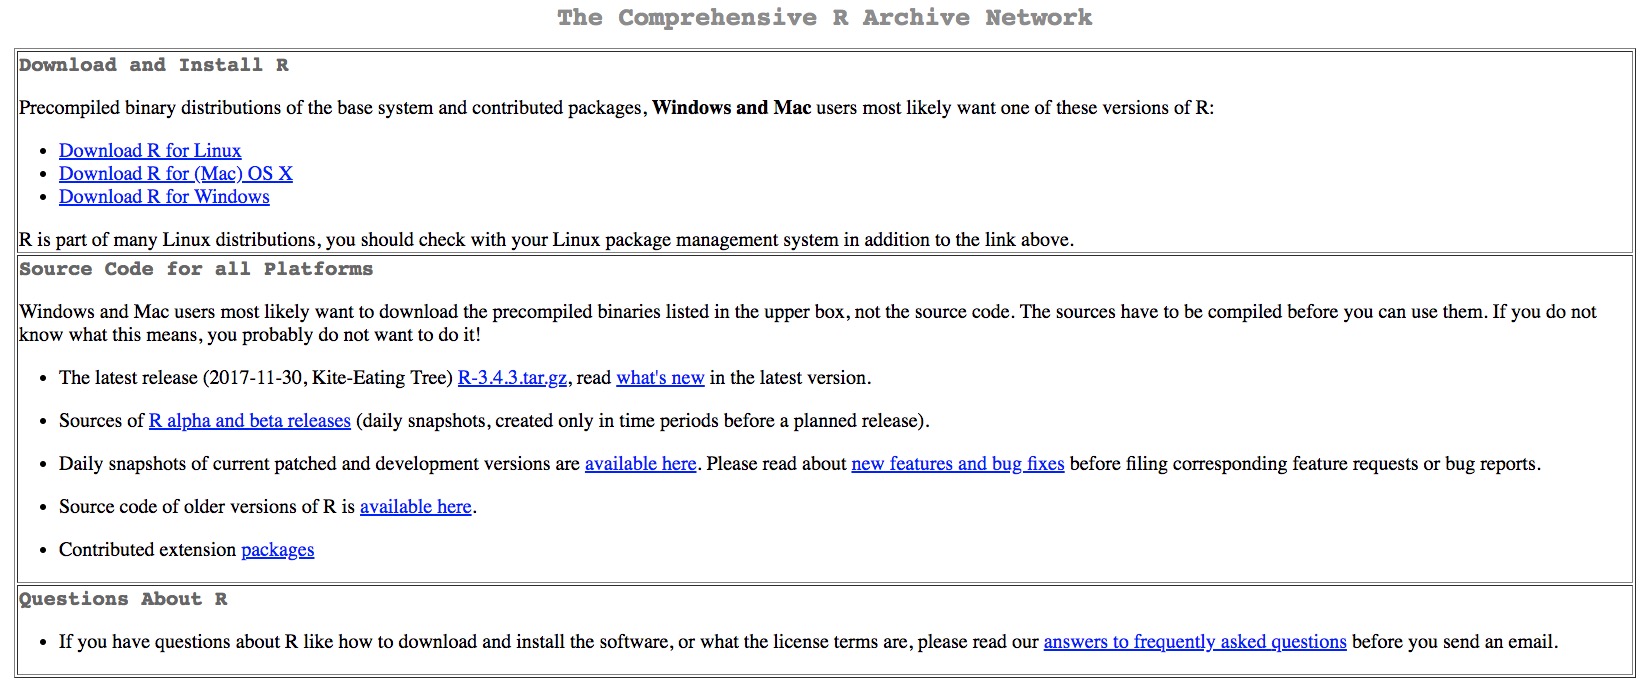 The Comprehensive R Archive Network
Download and Install R
Precompiled binary distributions of the base system and contributed packages, Windows and Mac users most likely want one of these versions of R:
• Download R for Linux
• Download R for (Mac) OS X
• Download R for Windows
R is part of many Linux distributions, you should check with your Linux package management system in addition to the link above.
Source Code for all Platforms
Windows and Mac users most likely want to download the precompiled binaries listed in the upper box, not the source code. The sources have to be compiled before you can use them. If you do not
know what this means, you probably do not want to do it!
• The latest release (2017-11-30, Kite-Eating Tree) R-3.4.3.tar.gz, read what's new in the latest version.
• Sources of R alpha and beta releases (daily snapshots, created only in time periods before a planned release).
• Daily snapshots of current patched and development versions are available here. Please read about new features and bug fixes before filing corresponding feature requests or bug reports.
• Source code of older versions of R is available here.
• Contributed extension packages
Questions About R
• If you have questions about R like how to download and install the software, or what the license terms are, please read our answers to frequently asked questions before you send an email.